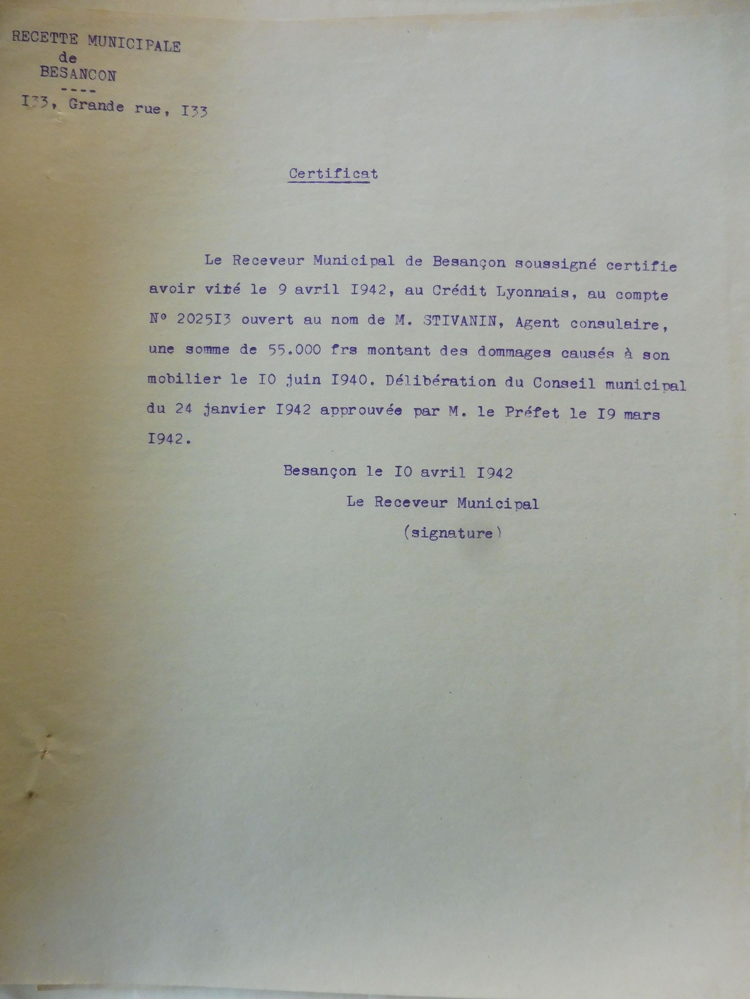 RECETTE MUNICIPALE
de
BESANCON
----
I33, Grande rue, I33
Certificat
Le Receveur Municipal de Besançon soussigné certifie
avoir vité le 9 avril I942, au Crédit Lyonnais, au compte
N° 2025I3 ouvert au nom de M. STIVANIN, Agent consulaire,
une somme de 55.000 frs montant des dommages causés à son
mobilier le IO juin I940. Délibération du Conseil municipal
du 24 janvier I942 approuvée par M. le Préfet le I9 mars
I942.
Besançon le IO avril I942
Le Receveur Municipal
(signature)